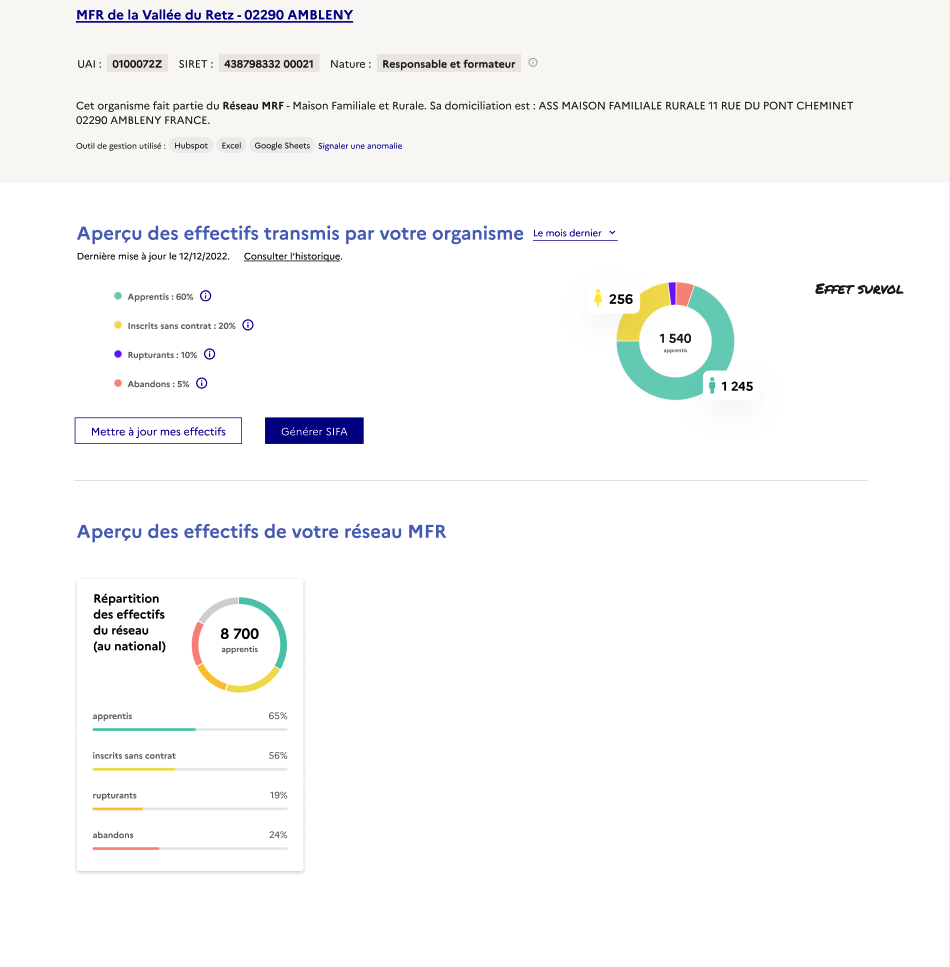 MFR de la Vallée du Retz - 02290 AMBLENY
UAI : 0100072Z SIRET : 438798332 00021 Nature : Responsable et formateur
Cet organisme fait partie du Réseau MRF - Maison Familiale et Rurale. Sa domiciliation est : ASS MAISON FAMILIALE RURALE 11 RUE DU PONT CHEMINET
02290 AMBLENY FRANCE.
Outil de gestion utilisé : Hubspot Excel Google Sheets Signaler une anomalie
Aperçu des effectifs transmis par votre organisme Le mois dernier
Dernière mise à jour le 12/12/2022. Consulter l'historique.
Apprentis : 60%
Inscrits sans contrat : 20%
Rupturants : 10%
Abandons : 5%
256
1 540
apprentis
1 245
EFFET SURVOL
Mettre à jour mes effectifs
Générer SIFA
Aperçu des effectifs de votre réseau MFR
Répartition
des effectifs
du réseau
(au national)
8 700
apprentis
apprentis 65%
inscrits sans contrat 56%
rupturants 19%
abandons 24%